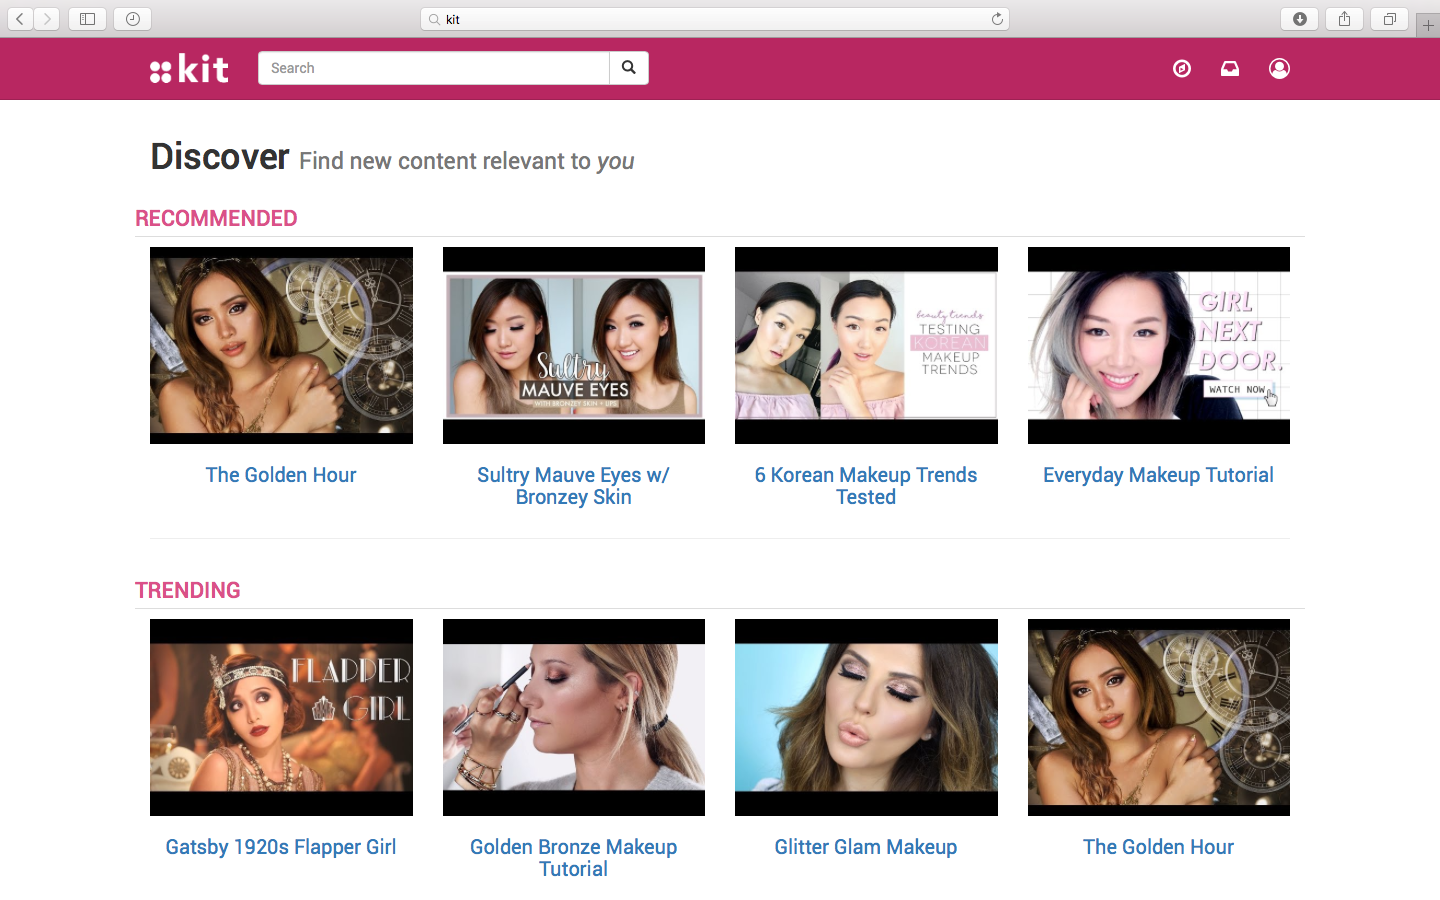 kit
kit
Search
Discover Find new content relevant to you
RECOMMENDED
Sultry
MAUVE EYES
WITH BRONZEY SKIN + LIPS
beauty trends
TESTING
KOREAN
MAKEUP
TRENDS
GIRL
NEXT
DOOR.
WATCH NOW
The Golden Hour
Sultry Mauve Eyes w/
Bronzey Skin
6 Korean Makeup Trends
Tested
Everyday Makeup Tutorial
TRENDING
FLAPPER
GIRL
Gatsby 1920s Flapper Girl
Golden Bronze Makeup
Tutorial
Glitter Glam Makeup
The Golden Hour